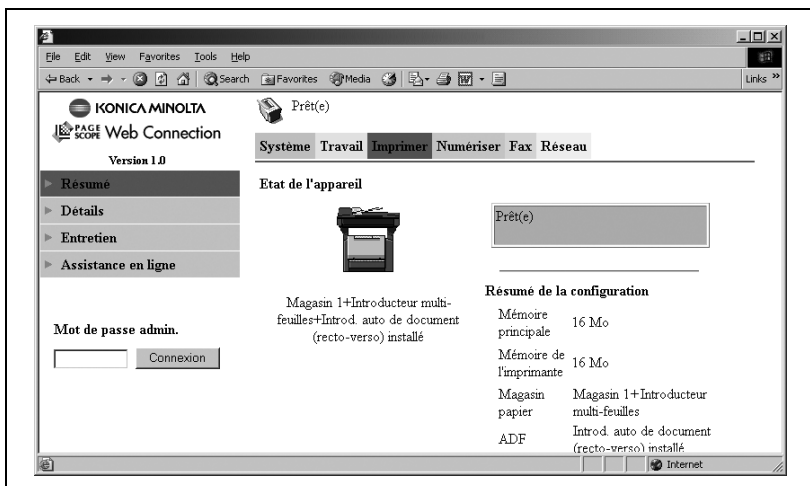 File Edit View Favorites Tools Help
Back Search Favorites Media Links »
KONICA MINOLTA
PAGE SCOPE Web Connection
Version 1.0
Prêt(e)
Système Travail Imprimer Numériser Fax Réseau
Résumé
Détails
Entretien
Assistance en ligne
Mot de passe admin.
Connexion
Etat de l'appareil
Magasin 1+Introducteur multi-
feuilles+Introd. auto de document
(recto-verso) installé
Prêt(e)
Résumé de la configuration
Mémoire
principale
16 Mo
Mémoire de
l'imprimante
16 Mo
Magasin
papier
Magasin 1+Introducteur
multi-feuilles
ADF
Introd. auto de document
(recto-verso) installé
Internet